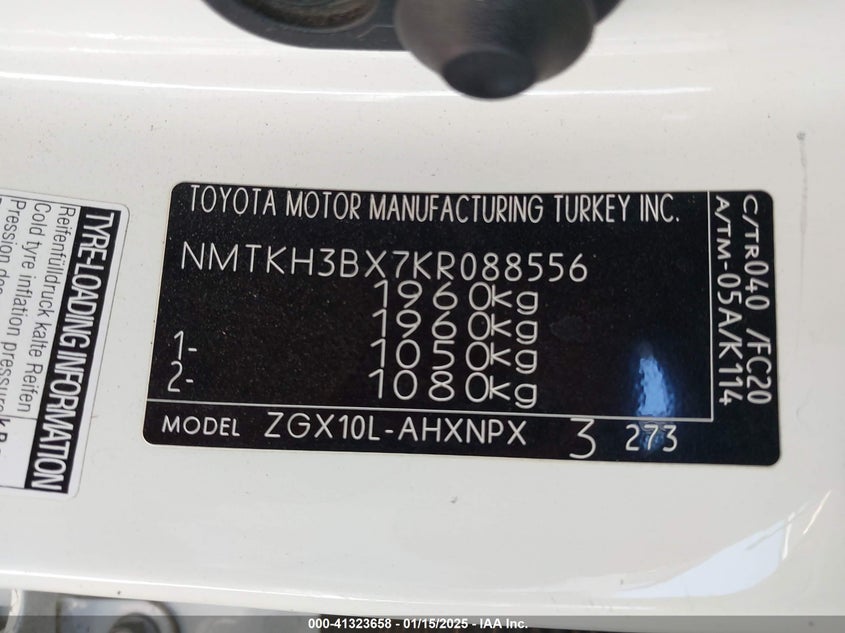 TOYOTA MOTOR MANUFACTURING TURKEY INC.
NMTKH3BX7KR088556
1960kg
1960kg
1- 1050kg
2- 1080kg
MODEL ZGX10L-AHXNPX 3 273
C/TR040 /FC20
A/TM-05A/K114
TYRE-LOADING INFORMATION
Reifenfülldruck kalte Reifen
Cold tyre inflation pressure
Pression de
000-41323658 - 01/15/2025 - IAA Inc.